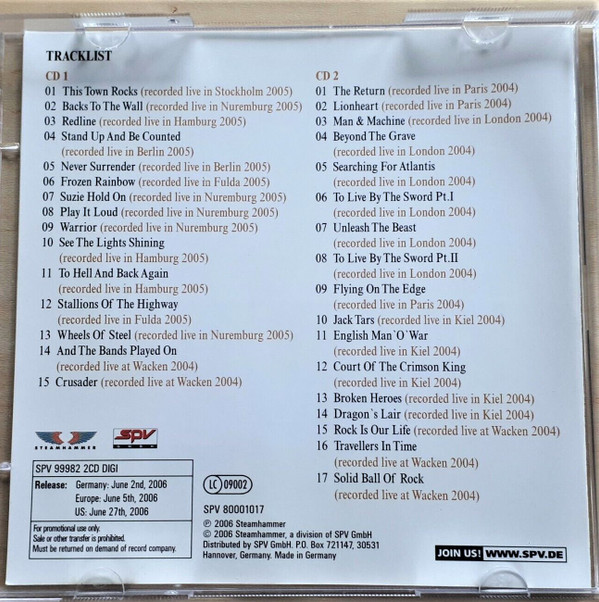 TRACKLIST
CD 1
01 This Town Rocks (recorded live in Stockholm 2005)
02 Backs To The Wall (recorded live in Nuremburg 2005)
03 Redline (recorded live in Hamburg 2005)
04 Stand Up And Be Counted
(recorded live in Berlin 2005)
05 Never Surrender (recorded live in Berlin 2005)
06 Frozen Rainbow (recorded live in Fulda 2005)
07 Suzie Hold On (recorded live in Nuremburg 2005)
08 Play It Loud (recorded live in Nuremburg 2005)
09 Warrior (recorded live in Nuremburg 2005)
10 See The Lights Shining
(recorded live in Hamburg 2005)
11 To Hell And Back Again
(recorded live in Hamburg 2005)
12 Stallions Of The Highway
(recorded live in Fulda 2005)
13 Wheels Of Steel (recorded live in Nuremburg 2005)
14 And The Bands Played On
(recorded live at Wacken 2004)
15 Crusader (recorded live at Wacken 2004)
CD 2
01 The Return (recorded live in Paris 2004)
02 Lionheart (recorded live in Paris 2004)
03 Man & Machine (recorded live in London 2004)
04 Beyond The Grave
(recorded live in London 2004)
05 Searching For Atlantis
(recorded live in London 2004)
06 To Live By The Sword Pt.I
(recorded live in London 2004)
07 Unleash The Beast
(recorded live in London 2004)
08 To Live By The Sword Pt.II
(recorded live in London 2004)
09 Flying On The Edge
(recorded live in Paris 2004)
10 Jack Tars (recorded live in Kiel 2004)
11 English Man`O`War
(recorded live in Kiel 2004)
12 Court Of The Crimson King
(recorded live in Kiel 2004)
13 Broken Heroes (recorded live in Kiel 2004)
14 Dragon`s Lair (recorded live in Kiel 2004)
15 Rock Is Our Life (recorded live at Wacken 2004)
16 Travellers In Time
(recorded live at Wacken 2004)
17 Solid Ball Of Rock
(recorded live at Wacken 2004)
STEAMHAMMER
SPV
SPV 99982 2CD DIGI
Release: Germany: June 2nd, 2006
Europe: June 5th, 2006
US: June 27th, 2006
For promotional use only.
Sale or other transfer is prohibited.
Must be returned on demand of record company.
LC 09002
SPV 80001017
℗ 2006 Steamhammer
© 2006 Steamhammer, a division of SPV GmbH
Distributed by SPV GmbH. P.O. Box 721147, 30531
Hannover, Germany. Made in Germany
JOIN US! WWW.SPV.DE